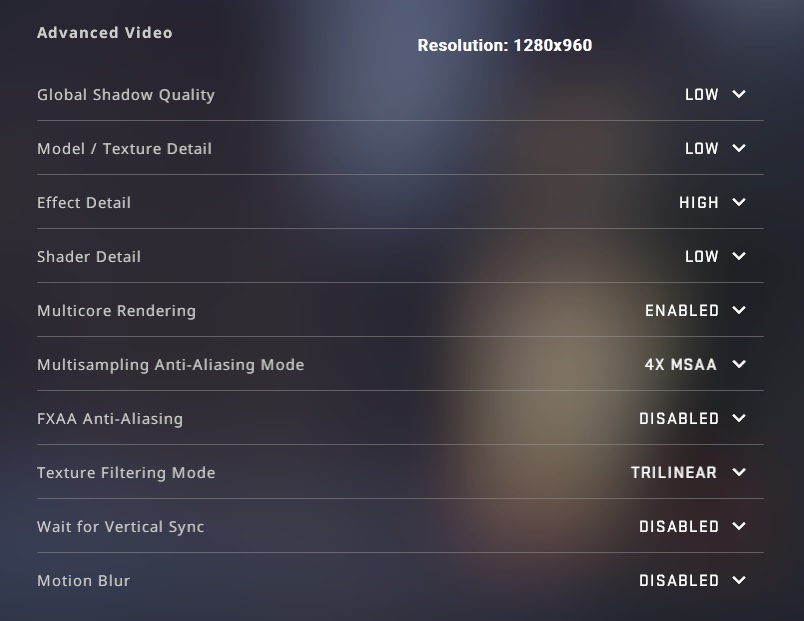 Advanced Video
Resolution: 1280x960
Global Shadow Quality LOW
Model / Texture Detail LOW
Effect Detail HIGH
Shader Detail LOW
Multicore Rendering ENABLED
Multisampling Anti-Aliasing Mode 4X MSAA
FXAA Anti-Aliasing DISABLED
Texture Filtering Mode TRILINEAR
Wait for Vertical Sync DISABLED
Motion Blur DISABLED